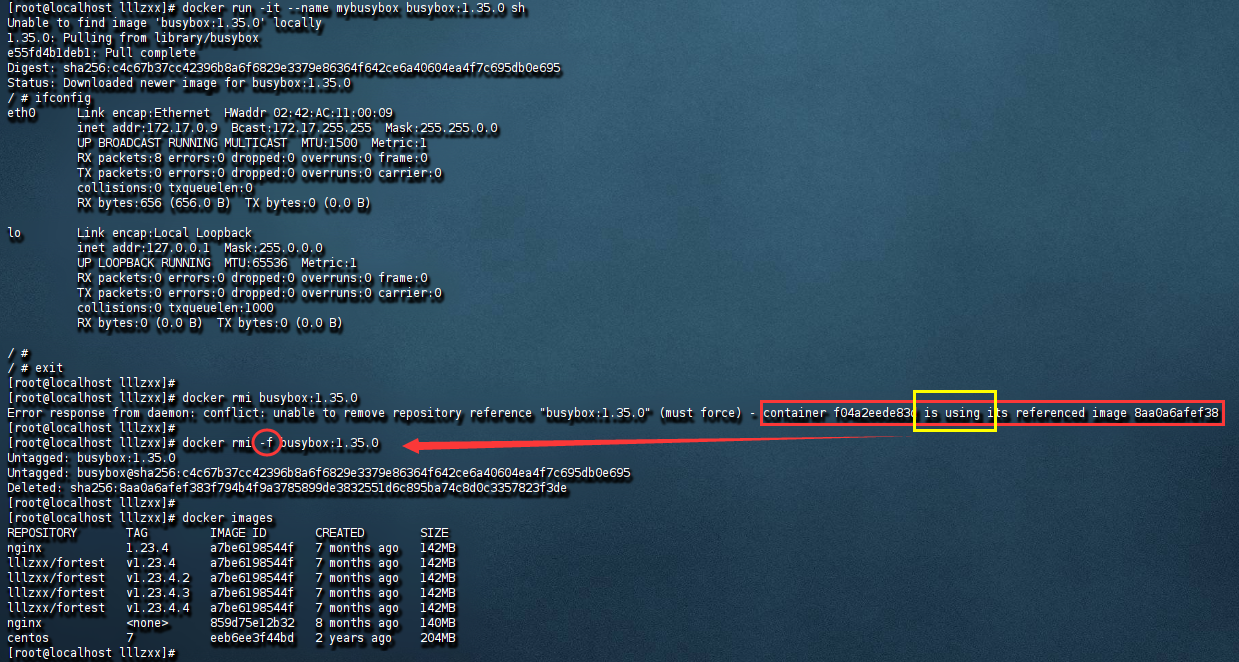 [root@localhost lllzxx]# docker run -it --name mybusybox busybox:1.35.0 sh
Unable to find image 'busybox:1.35.0' locally
1.35.0: Pulling from library/busybox
e55fd4b1deb1: Pull complete
Digest: sha256:c4c67b37cc42396b8a6f6829e3379e86364f642ce6a40604ea4f7c695db0e695
Status: Downloaded newer image for busybox:1.35.0
/ # ifconfig
eth0      Link encap:Ethernet  HWaddr 02:42:AC:11:00:09
          inet addr:172.17.0.9  Bcast:172.17.255.255  Mask:255.255.0.0
          UP BROADCAST RUNNING MULTICAST  MTU:1500  Metric:1
          RX packets:8 errors:0 dropped:0 overruns:0 frame:0
          TX packets:0 errors:0 dropped:0 overruns:0 carrier:0
          collisions:0 txqueuelen:0
          RX bytes:656 (656.0 B)  TX bytes:0 (0.0 B)
lo        Link encap:Local Loopback
          inet addr:127.0.0.1  Mask:255.0.0.0
          UP LOOPBACK RUNNING  MTU:65536  Metric:1
          RX packets:0 errors:0 dropped:0 overruns:0 frame:0
          TX packets:0 errors:0 dropped:0 overruns:0 carrier:0
          collisions:0 txqueuelen:1000
          RX bytes:0 (0.0 B)  TX bytes:0 (0.0 B)
/ #
/ # exit
[root@localhost lllzxx]#
[root@localhost lllzxx]# docker rmi busybox:1.35.0
Error response from daemon: conflict: unable to remove repository reference "busybox:1.35.0" (must force) - container f04a2eede83d is using its referenced image 8aa0a6afef38
[root@localhost lllzxx]#
[root@localhost lllzxx]# docker rmi -f busybox:1.35.0
Untagged: busybox:1.35.0
Untagged: busybox@sha256:c4c67b37cc42396b8a6f6829e3379e86364f642ce6a40604ea4f7c695db0e695
Deleted: sha256:8aa0a6afef383f794b4f9a3785899de3832551d6c895ba74c8d0c3357823f3de
[root@localhost lllzxx]#
[root@localhost lllzxx]# docker images
REPOSITORY       TAG         IMAGE ID       CREATED        SIZE
nginx            1.23.4      a7be6198544f   7 months ago   142MB
lllzxx/fortest   v1.23.4     a7be6198544f   7 months ago   142MB
lllzxx/fortest   v1.23.4.2   a7be6198544f   7 months ago   142MB
lllzxx/fortest   v1.23.4.3   a7be6198544f   7 months ago   142MB
lllzxx/fortest   v1.23.4.4   a7be6198544f   7 months ago   142MB
nginx            <none>      859d75e12b32   8 months ago   140MB
centos           7           eeb6ee3f44bd   2 years ago    204MB
[root@localhost lllzxx]#